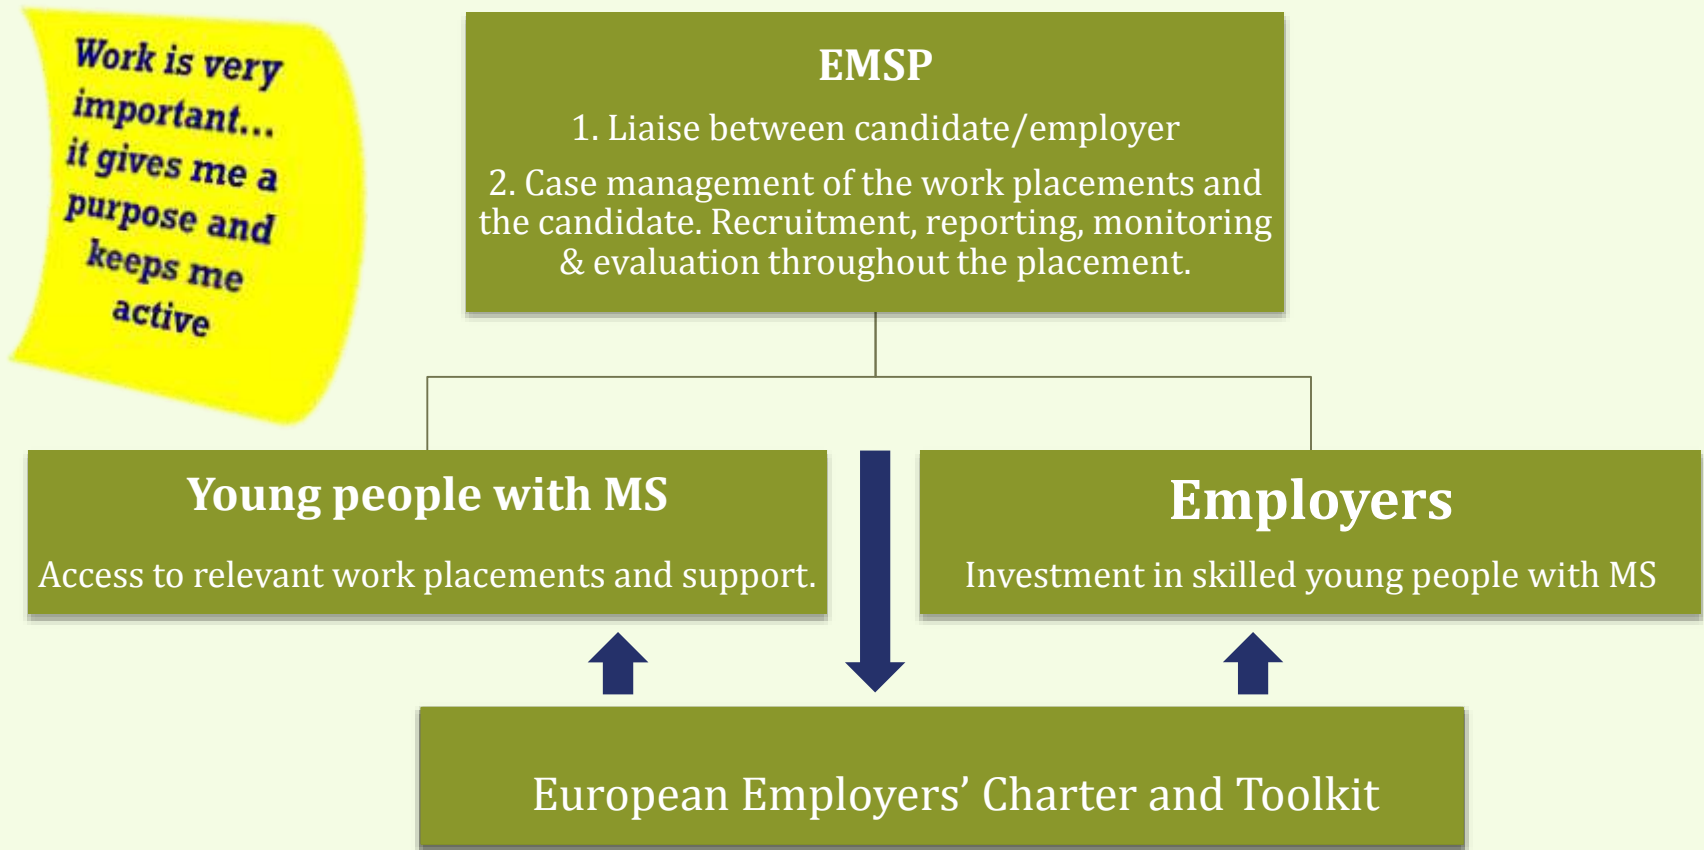 Work is very
important...
it gives me a
purpose and
keeps me
active
EMSP
1. Liaise between candidate/employer
2. Case management of the work placements and
the candidate. Recruitment, reporting, monitoring
& evaluation throughout the placement.
Young people with MS
Access to relevant work placements and support.
Employers
Investment in skilled young people with MS
European Employers’ Charter and Toolkit